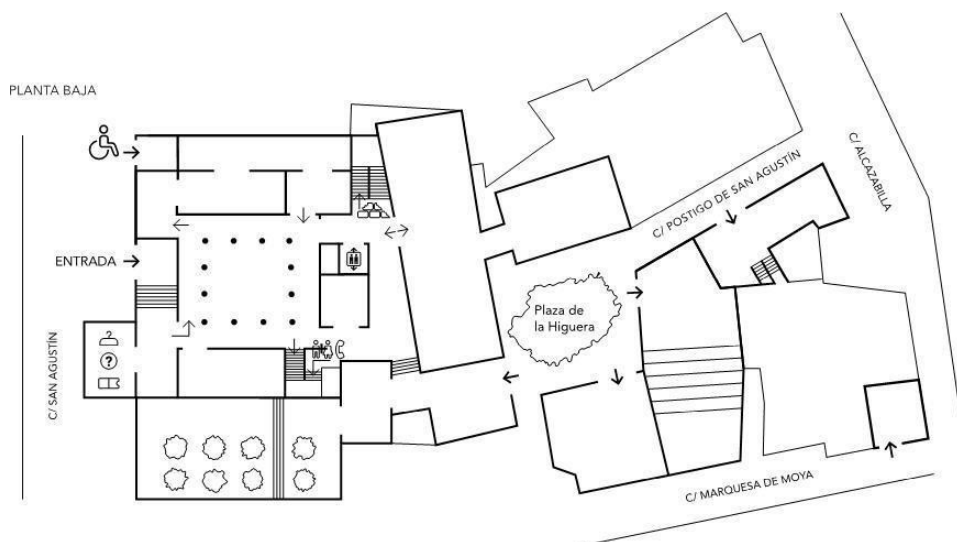 PLANTA BAJA
C/ ALCAZABILLA
C/ POSTIGO DE SAN AGUSTÍN
ENTRADA
Plaza de
la Higuera
C/ SAN AGUSTÍN
?
C/ MARQUESA DE MOYA